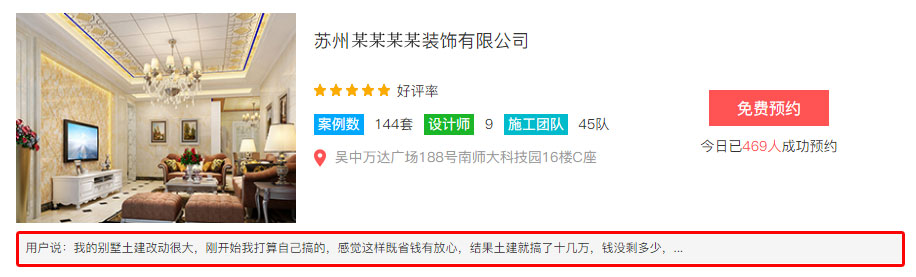 苏州某某某某装饰有限公司
好评率
案例数 144套 设计师 9 施工团队 45队
吴中万达广场188号南师大科技园16楼C座
免费预约
今日已469人成功预约
用户说：我的别墅土建改动很大，刚开始我打算自己搞的，感觉这样既省钱有放心，结果土建就搞了十几万，钱没剩多少，...